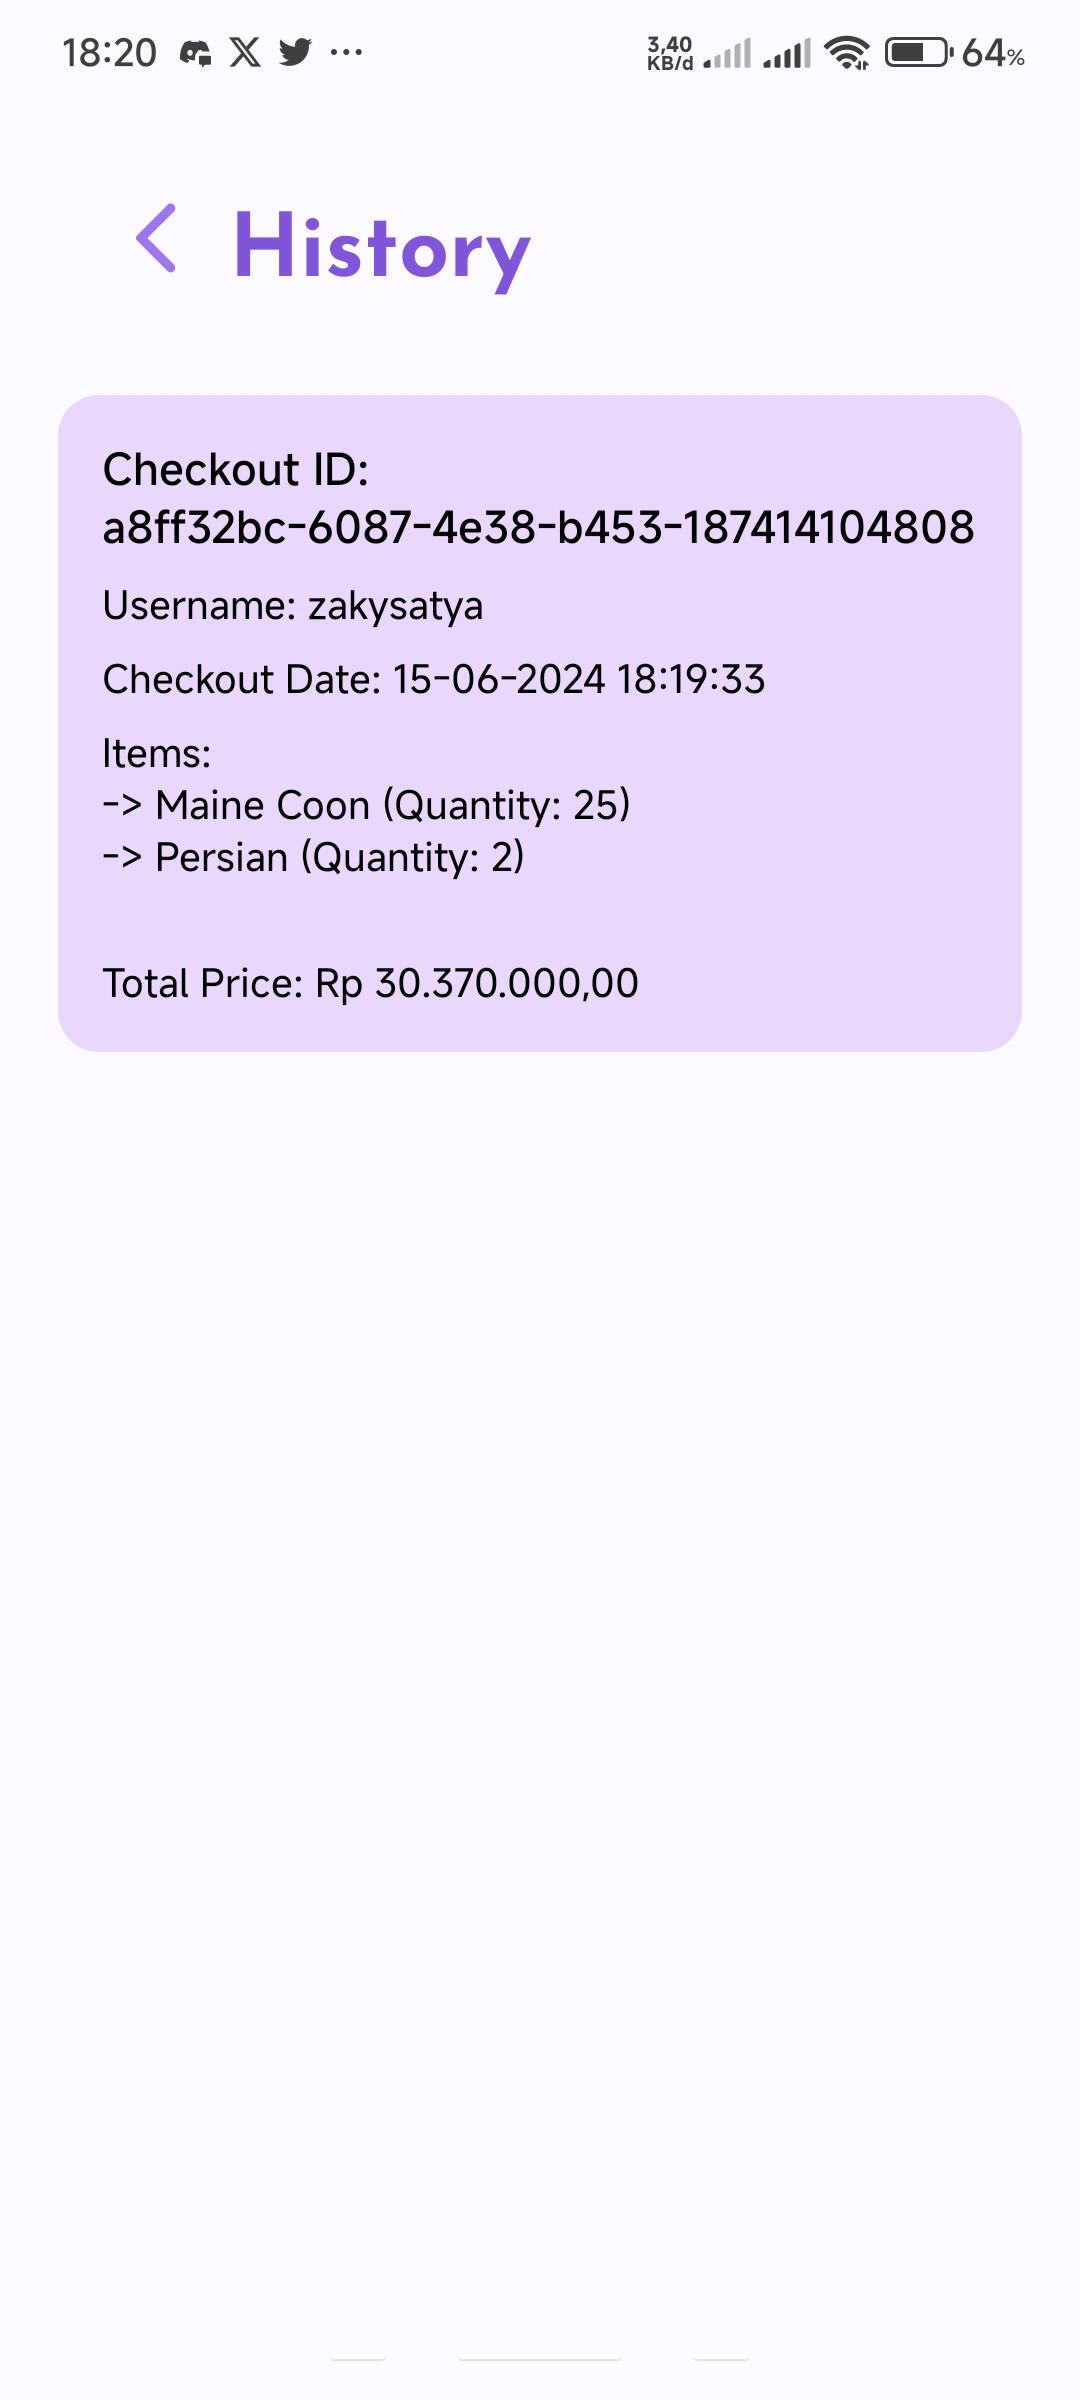 18:20 ... 3,40 KB/d 64%
History
Checkout ID:
a8ff32bc-6087-4e38-b453-187414104808
Username: zakysatya
Checkout Date: 15-06-2024 18:19:33
Items:
-> Maine Coon (Quantity: 25)
-> Persian (Quantity: 2)
Total Price: Rp 30.370.000,00